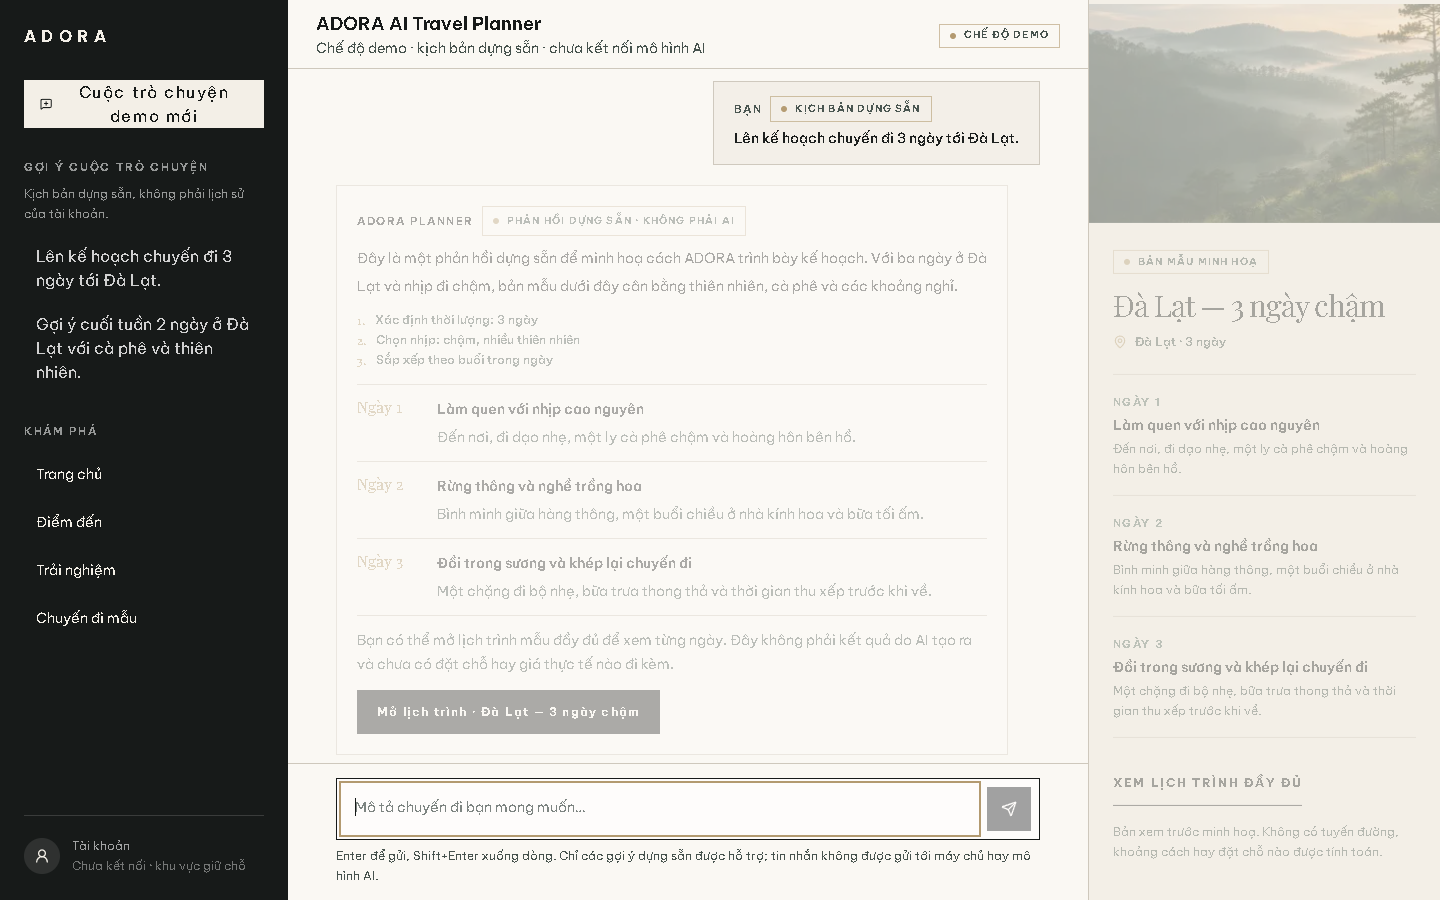 ADORA
Cuộc trò chuyện
demo mới
GỢI Ý CUỘC TRÒ CHUYỆN
Kịch bản dựng sẵn, không phải lịch sử
của tài khoản.
Lên kế hoạch chuyến đi 3
ngày tới Đà Lạt.
Gợi ý cuối tuần 2 ngày ở Đà
Lạt với cà phê và thiên
nhiên.
KHÁM PHÁ
Trang chủ
Điểm đến
Trải nghiệm
Chuyến đi mẫu
Tài khoản
Chưa kết nối · khu vực giữ chỗ
ADORA AI Travel Planner
Chế độ demo · kịch bản dựng sẵn · chưa kết nối mô hình AI
CHẾ ĐỘ DEMO
BẠN KỊCH BẢN DỰNG SẴN
Lên kế hoạch chuyến đi 3 ngày tới Đà Lạt.
ADORA PLANNER PHẢN HỒI DỰNG SẴN · KHÔNG PHẢI AI
Đây là một phản hồi dựng sẵn để minh hoạ cách ADORA trình bày kế hoạch. Với ba ngày ở Đà
Lạt và nhịp đi chậm, bản mẫu dưới đây cân bằng thiên nhiên, cà phê và các khoảng nghỉ.
1. Xác định thời lượng: 3 ngày
2. Chọn nhịp: chậm, nhiều thiên nhiên
3. Sắp xếp theo buổi trong ngày
Ngày 1 Làm quen với nhịp cao nguyên
Đến nơi, đi dạo nhẹ, một ly cà phê chậm và hoàng hôn bên hồ.
Ngày 2 Rừng thông và nghề trồng hoa
Bình minh giữa hàng thông, một buổi chiều ở nhà kính hoa và bữa tối ấm.
Ngày 3 Đồi trong sương và khép lại chuyến đi
Một chặng đi bộ nhẹ, bữa trưa thong thả và thời gian thu xếp trước khi về.
Bạn có thể mở lịch trình mẫu đầy đủ để xem từng ngày. Đây không phải kết quả do AI tạo ra
và chưa có đặt chỗ hay giá thực tế nào đi kèm.
Mở lịch trình · Đà Lạt — 3 ngày chậm
Mô tả chuyến đi bạn mong muốn...
Enter để gửi, Shift+Enter xuống dòng. Chỉ các gợi ý dựng sẵn được hỗ trợ; tin nhắn không được gửi tới máy chủ hay mô
hình AI.
BẢN MẪU MINH HOẠ
Đà Lạt — 3 ngày chậm
Đà Lạt · 3 ngày
NGÀY 1
Làm quen với nhịp cao nguyên
Đến nơi, đi dạo nhẹ, một ly cà phê chậm và hoàng
hôn bên hồ.
NGÀY 2
Rừng thông và nghề trồng hoa
Bình minh giữa hàng thông, một buổi chiều ở nhà
kính hoa và bữa tối ấm.
NGÀY 3
Đồi trong sương và khép lại chuyến đi
Một chặng đi bộ nhẹ, bữa trưa thong thả và thời
gian thu xếp trước khi về.
XEM LỊCH TRÌNH ĐẦY ĐỦ
Bản xem trước minh hoạ. Không có tuyến đường,
khoảng cách hay đặt chỗ nào được tính toán.